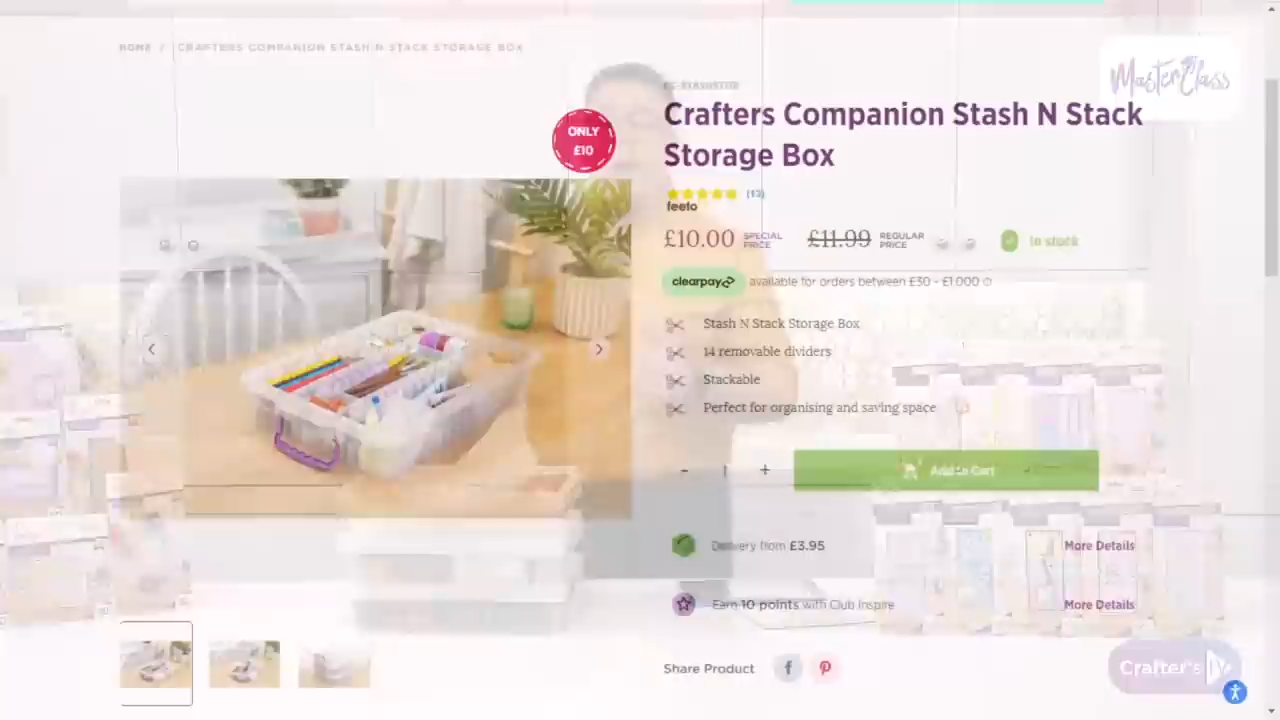 HOME / CRAFTERS COMPANION STASH N STACK STORAGE BOX
MasterClass
ONLY
£10
Crafters Companion Stash N Stack
Storage Box
(13)
feefo
£10.00 SPECIAL PRICE £11.99 REGULAR PRICE In stock
clearpay available for orders between £30 - £1000
Stash N Stack Storage Box
14 removable dividers
Stackable
Perfect for organising and saving space
- 1 + Add to Cart
Delivery from £3.95 More Details
Earn 10 points with Club Inspire More Details
Share Product
Crafter's TV